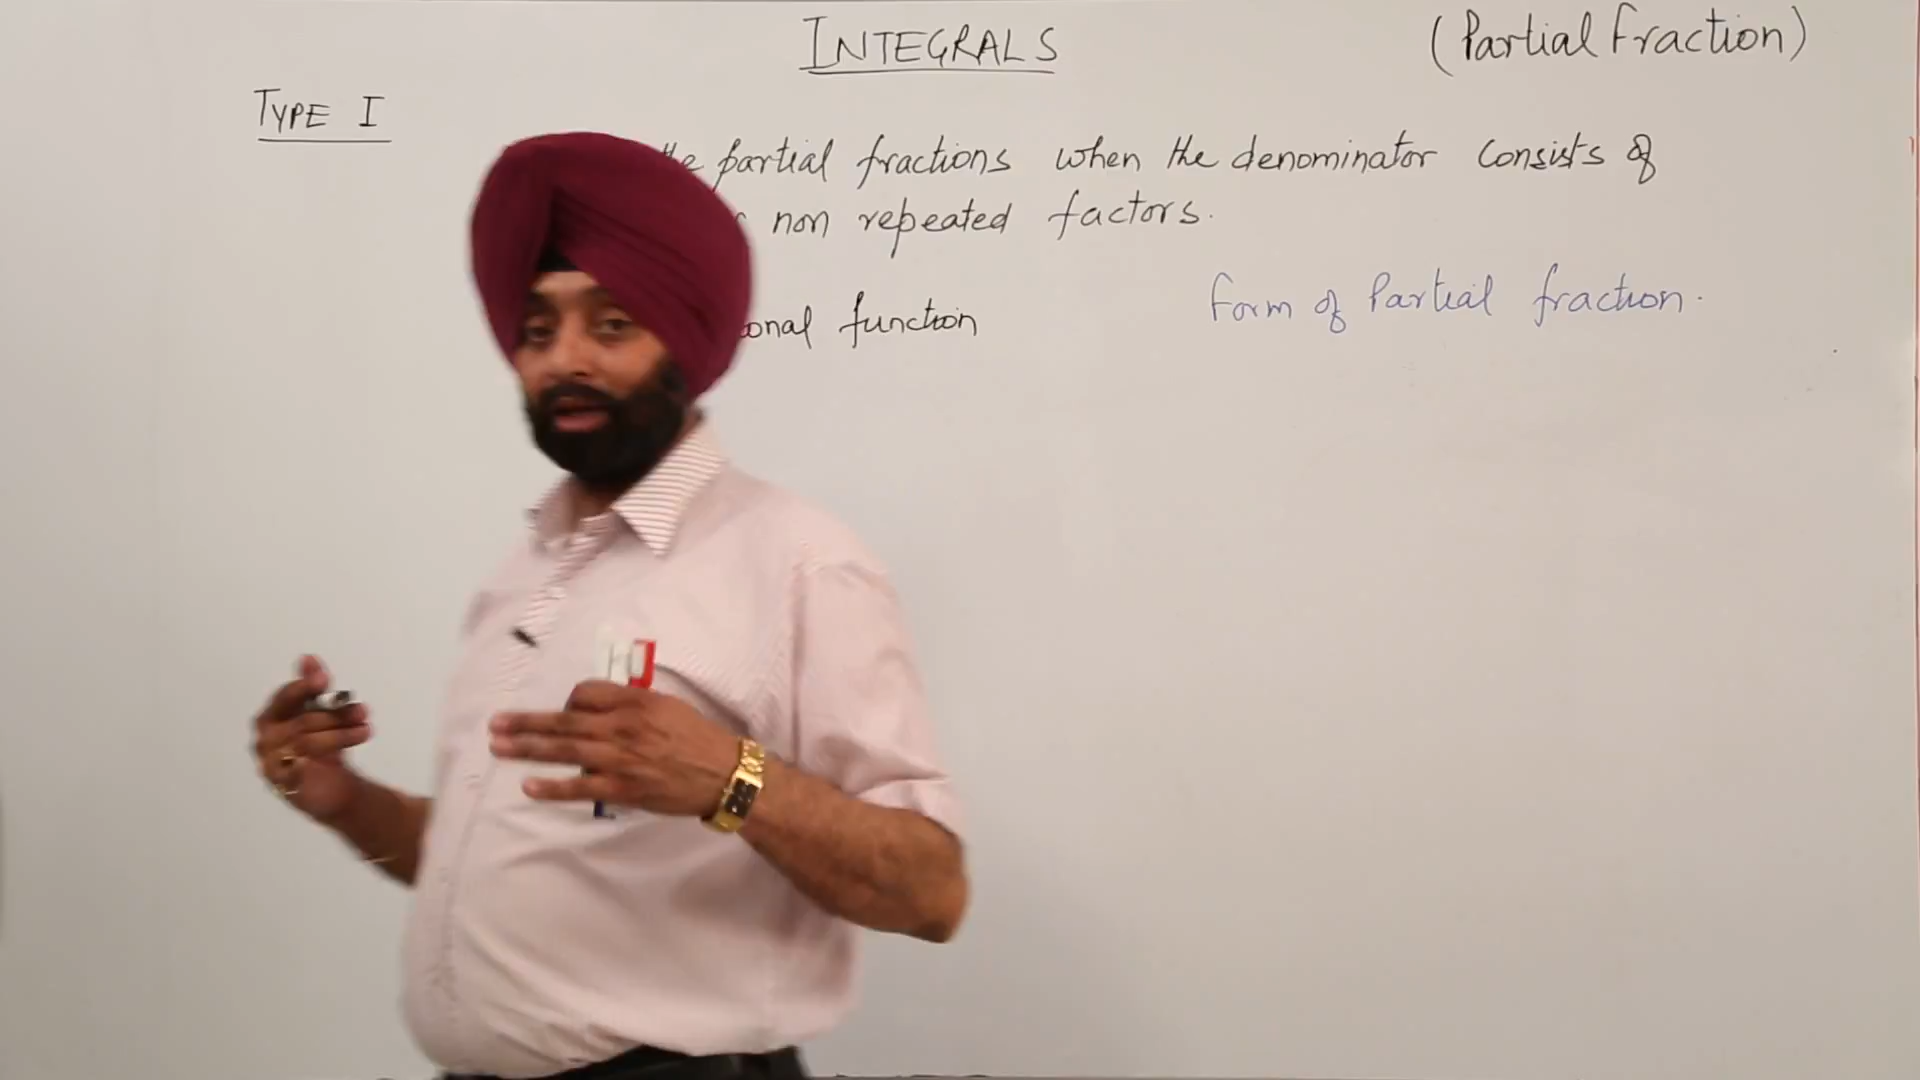 INTEGRALS
(Partial Fraction)
TYPE I
partial fractions when the denominator consists of
non repeated factors.
function
Form of Partial fraction.